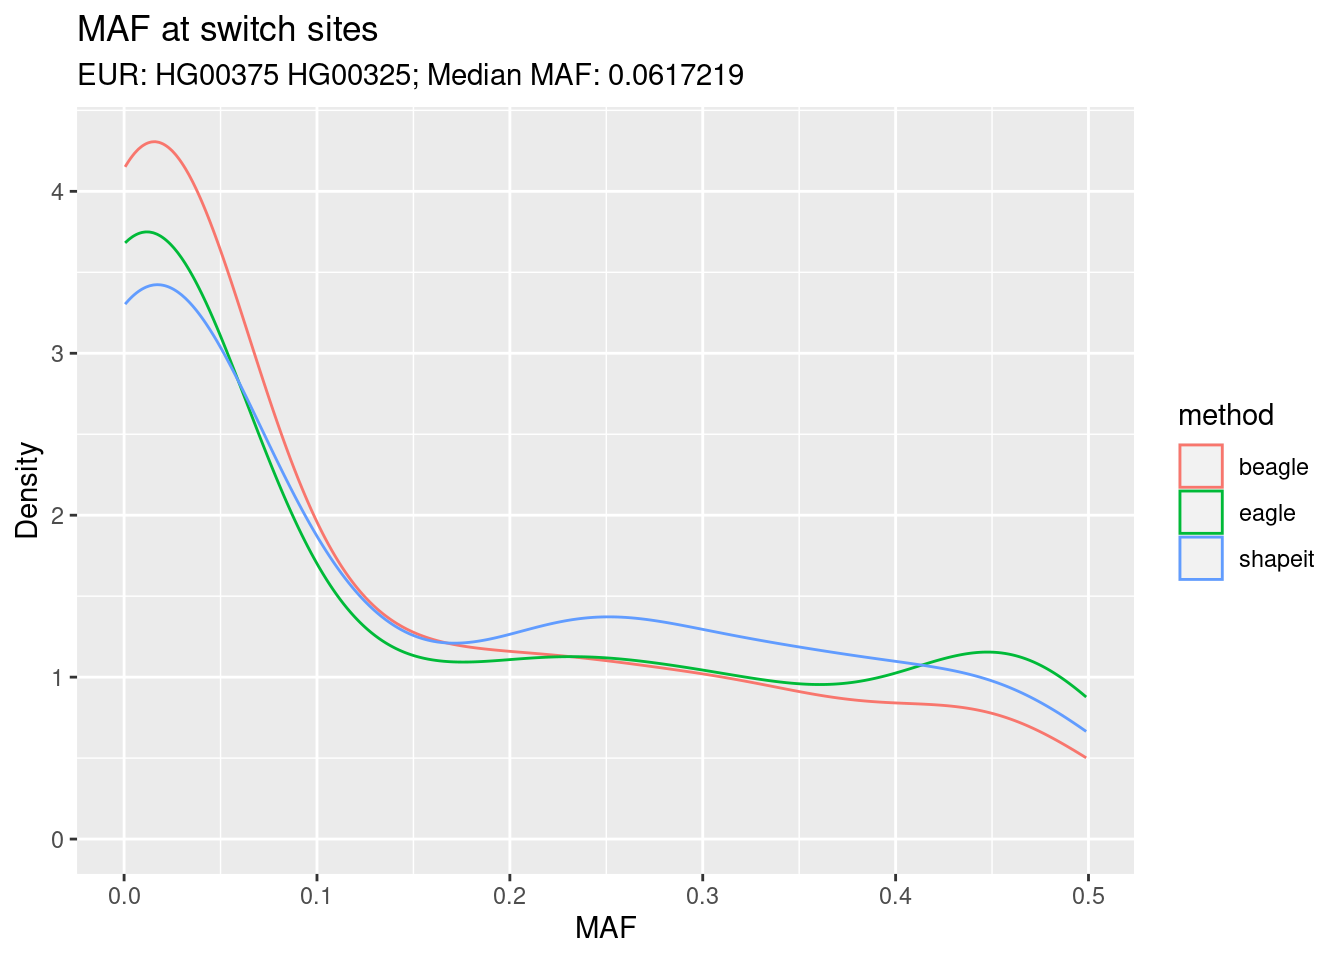 MAF at switch sites
EUR: HG00375 HG00325; Median MAF: 0.0617219
Density
4
3
2
1
0
0.0 0.1 0.2 0.3 0.4 0.5
MAF
method
beagle
eagle
shapeit